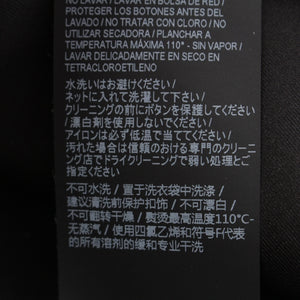 NO LAVAR/ LAVAR EN BOLSA DE RED/
PROTEGER LOS BOTONES ANTES DEL
LAVADO/ NO TRATAR CON CLORO/ NO
UTILIZAR SECADORA/ PLANCHAR A
TEMPERATURA MÁXIMA 110°- SIN VAPOR/
LAVAR DELICADAMENTE EN SECO EN
TETRACLOROETILENO
水洗いはお避けください/
ネットに入れて洗濯して下さい/
クリーニングの前にボタンを保護してください
/漂白剤を使用しないでください/
アイロンは必ず低温で当ててください/
汚れた場合は信頼のおける専門のクリーニ
ング店でドライクリーニングで弱い処理とご
指定ください
不可水洗/ 置于洗衣袋中洗涤/
建议清洗前保护扣饰/ 不可漂白/
不可翻转干燥/ 熨烫最高温度110℃-
无蒸汽/ 使用四氯乙烯和符号F代表
的所有溶剂的缓和专业干洗